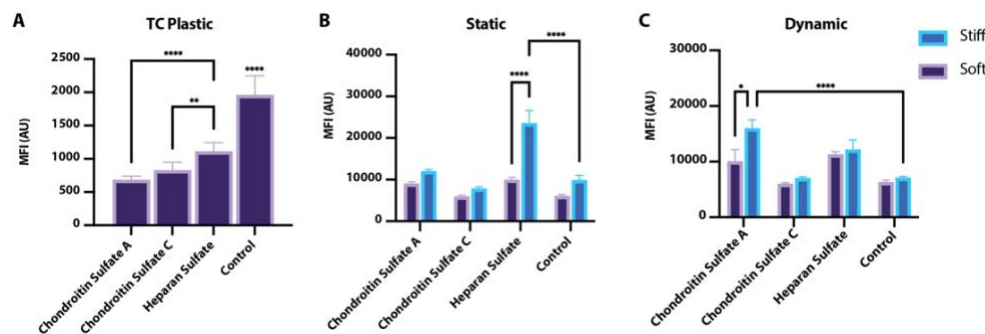 A
TC Plastic
MFI (AU)
2500
2000
1500
1000
500
0
****
**
****
Chondroitin Sulfate A
Chondroitin Sulfate C
Heparan Sulfate
Control
B
Static
MFI (AU)
40000
30000
20000
10000
0
****
****
Chondroitin Sulfate A
Chondroitin Sulfate C
Heparan Sulfate
Control
C
Dynamic
MFI (AU)
30000
20000
10000
0
*
****
Chondroitin Sulfate A
Chondroitin Sulfate C
Heparan Sulfate
Control
Stiff
Soft